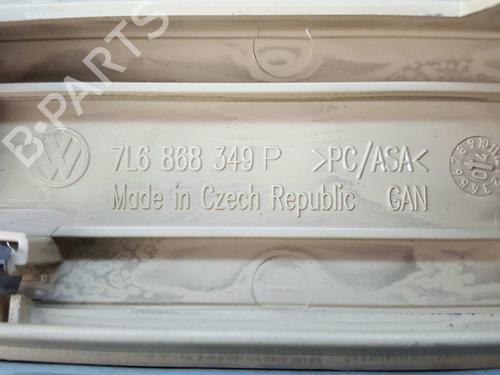 B-PARTS
7L6 868 349 P >PC/ASA<
Made in Czech Republic GAN